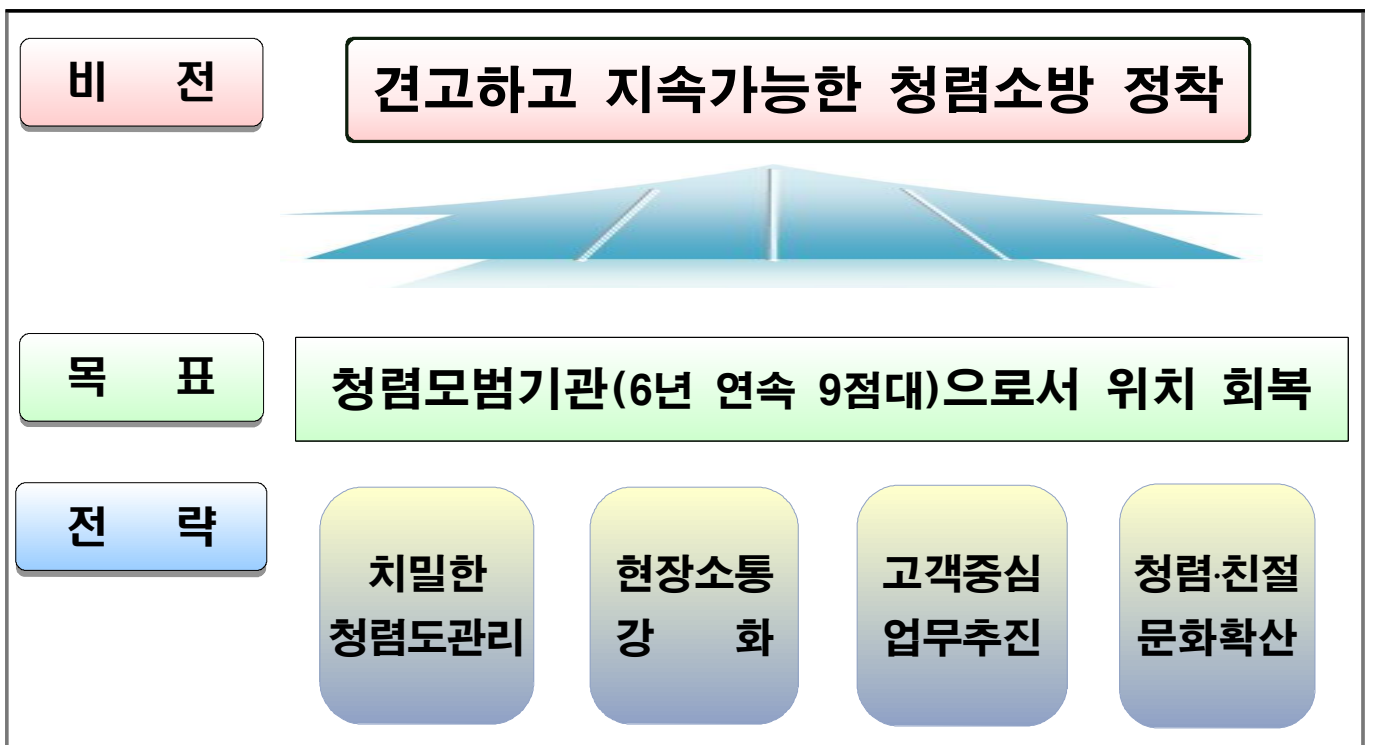 비 전
견고하고 지속가능한 청렴소방 정착
목 표
청렴모범기관(6년 연속 9점대)으로서 위치 회복
전 략
치밀한
청렴도관리
현장소통
강 화
고객중심
업무추진
청렴·친절
문화확산